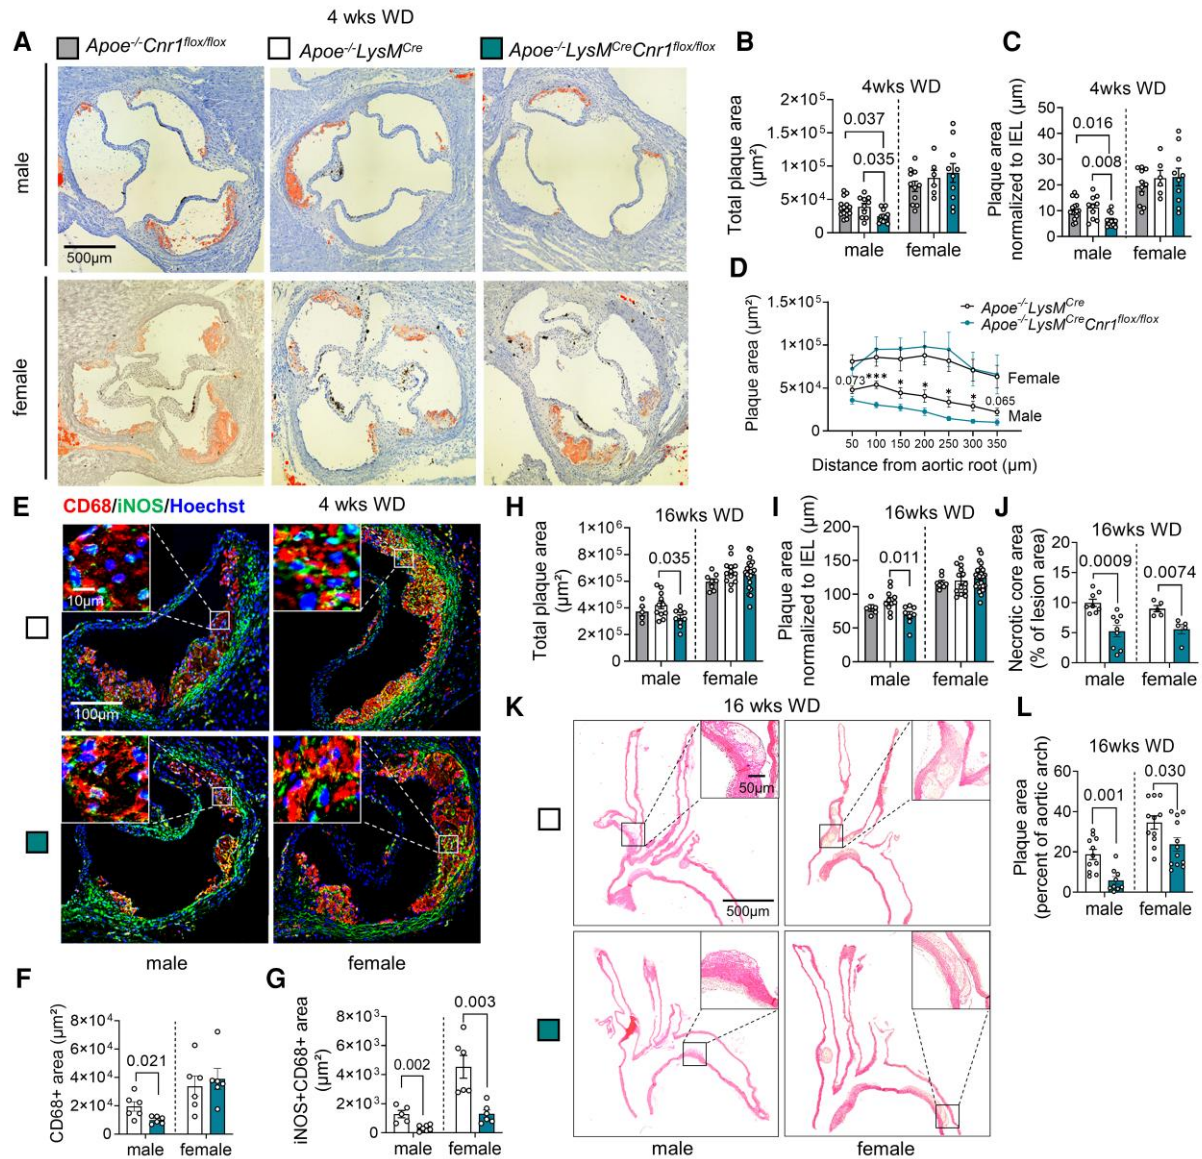 4 wks WD
A
Apoe-/-Cnr1flox/flox
Apoe-/-LysMCre
Apoe-/-LysMCreCnr1flox/flox
male
500µm
female
B
4wks WD
Total plaque area
(µm²)
2×10⁵
2×10⁵
1×10⁵
5×10⁴
0
0.037
0.035
male
female
C
4wks WD
Plaque area
normalized to IEL (µm)
50
40
30
20
10
0
0.016
0.008
male
female
D
Plaque area (µm²)
1.5×10⁵
1×10⁵
5×10⁴
0
Apoe-/-LysMCre
Apoe-/-LysMCreCnr1flox/flox
0.073
***
*
*
*
*
0.065
Female
Male
50
100
150
200
250
300
350
Distance from aortic root (µm)
E
CD68/iNOS/Hoechst
4 wks WD
10µm
100µm
male
female
F
CD68+ area (µm²)
8×10⁴
6×10⁴
4×10⁴
2×10⁴
0
0.021
male
female
G
iNOS+CD68+ area
(µm²)
8×10³
6×10³
4×10³
2×10³
0
0.002
0.003
male
female
H
16wks WD
Total plaque area
(µm²)
1×10⁶
8×10⁵
6×10⁵
4×10⁵
2×10⁵
0
0.035
male
female
I
16wks WD
Plaque area
normalized to IEL (µm)
200
150
100
50
0
0.011
male
female
J
16wks WD
Necrotic core area
(% of lesion area)
20
15
10
5
0
0.0009
0.0074
male
female
K
16 wks WD
50µm
500µm
male
female
L
16wks WD
Plaque area
(percent of aortic arch)
60
40
20
0
0.001
0.030
male
female